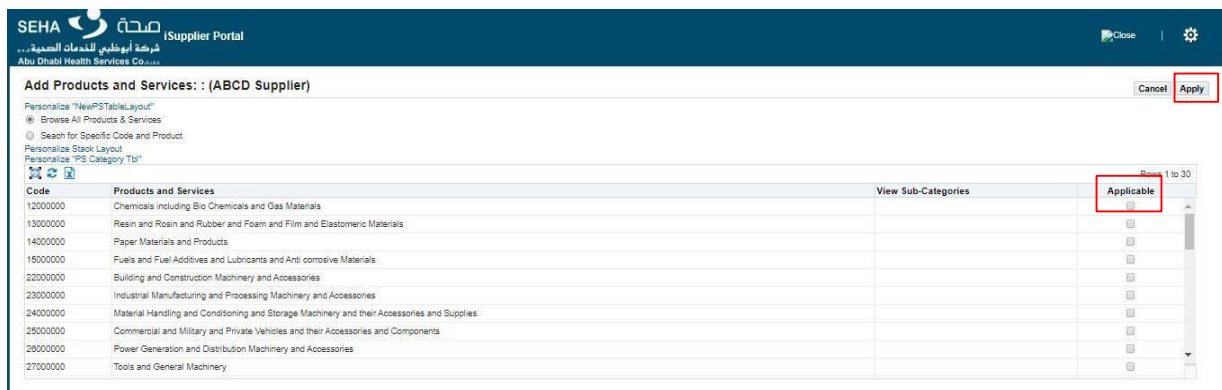 SEHA صحة iSupplier Portal
شركة أبوظبي للخدمات الصحية
Abu Dhabi Health Services Co.
Close | 
Add Products and Services: : (ABCD Supplier)
Cancel Apply
Personalize "NewPSTableLayout"
Browse All Products & Services
Seach for Specific Code and Product
Personalize Stack Layout
Personalize "PS Category Tbl"
Rows 1 to 30
Code Products and Services View Sub-Categories Applicable
12000000 Chemicals including Bio Chemicals and Gas Materials
13000000 Resin and Rosin and Rubber and Foam and Film and Elastomeric Materials
14000000 Paper Materials and Products
15000000 Fuels and Fuel Additives and Lubricants and Anti corrosive Materials
22000000 Building and Construction Machinery and Accessories
23000000 Industrial Manufacturing and Processing Machinery and Accessories
24000000 Material Handling and Conditioning and Storage Machinery and their Accessories and Supplies
25000000 Commercial and Military and Private Vehicles and their Accessories and Components
26000000 Power Generation and Distribution Machinery and Accessories
27000000 Tools and General Machinery